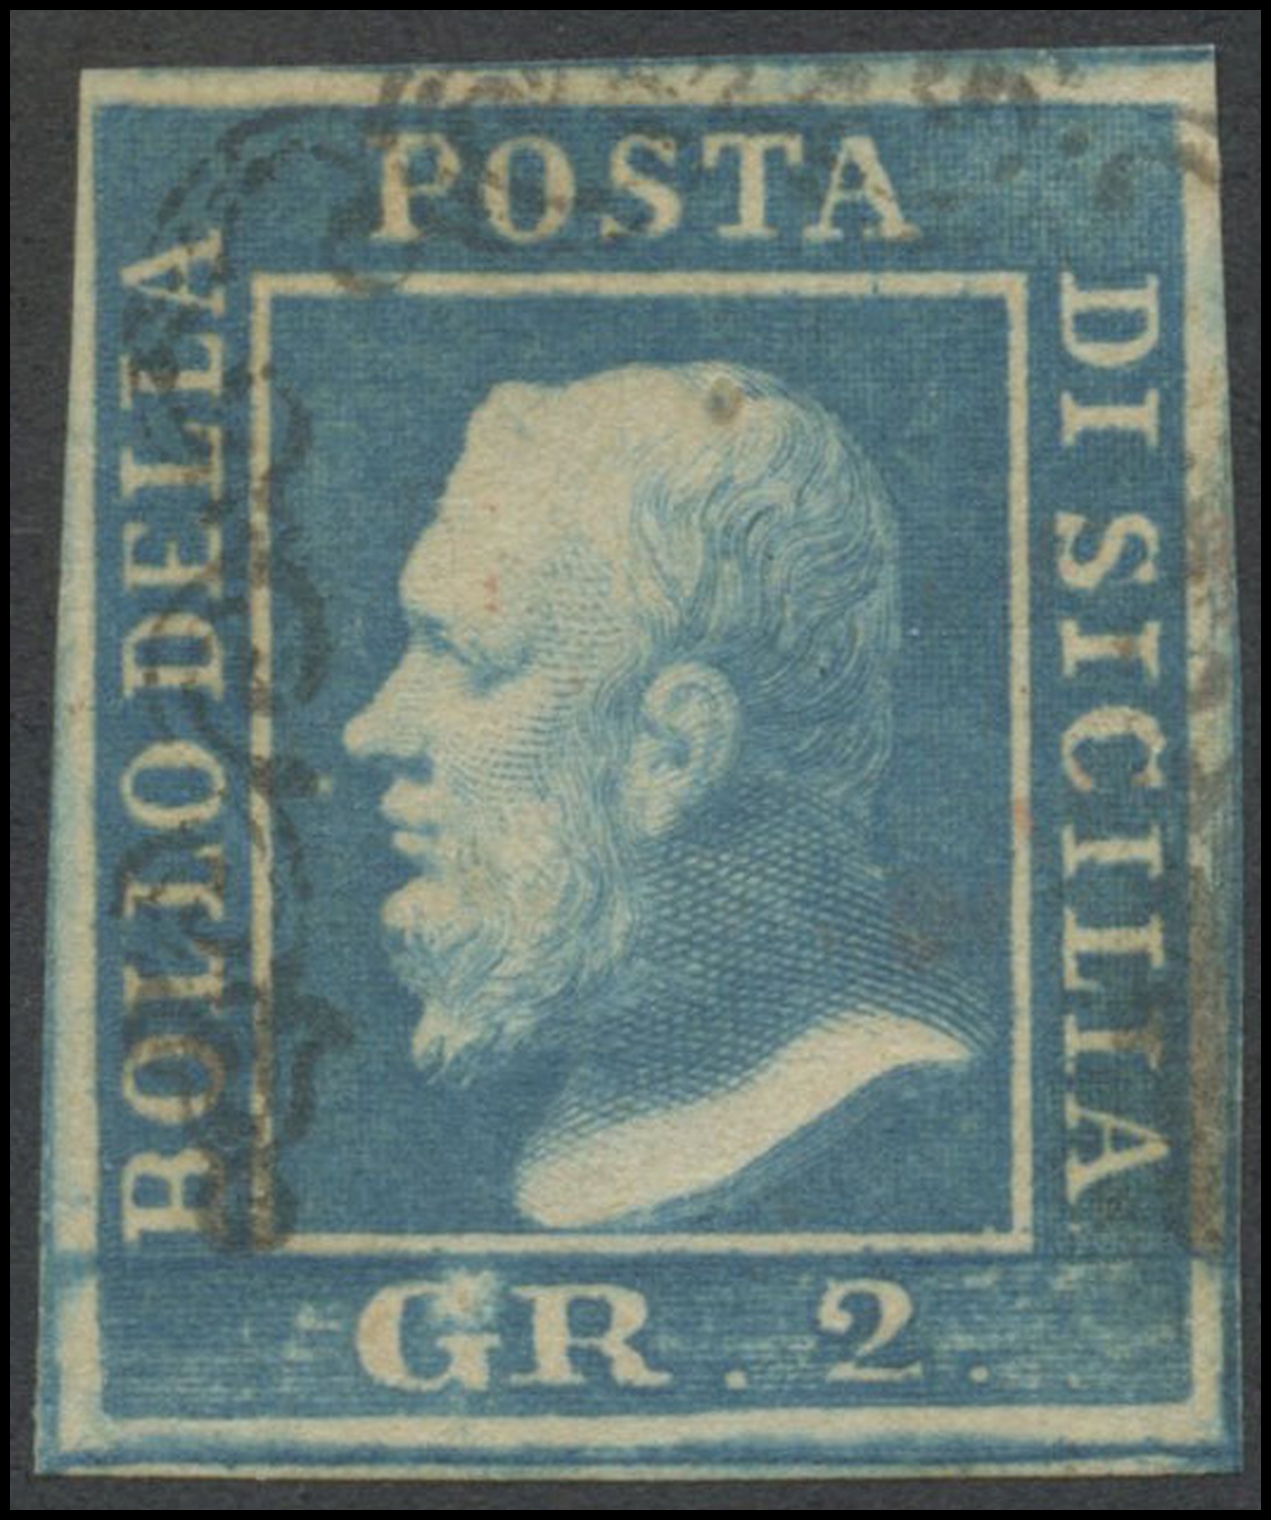 BOLLO DELLA
POSTA
DI SICILIA
GR. 2.